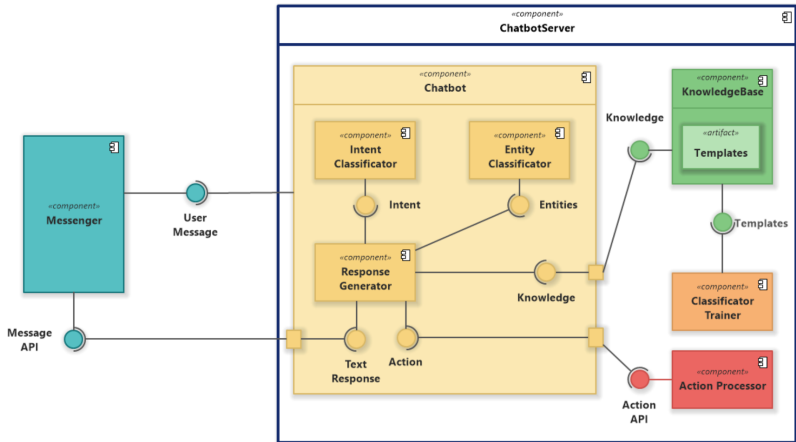 «component»
ChatbotServer
«component»
Chatbot
«component»
KnowledgeBase
«artifact»
Templates
Knowledge
«component»
Intent
Classificator
«component»
Entity
Classificator
«component»
Messenger
User
Message
Intent
Entities
Templates
«component»
Response
Generator
Knowledge
«component»
Classificator
Trainer
Message
API
Text
Response
Action
«component»
Action Processor
Action
API